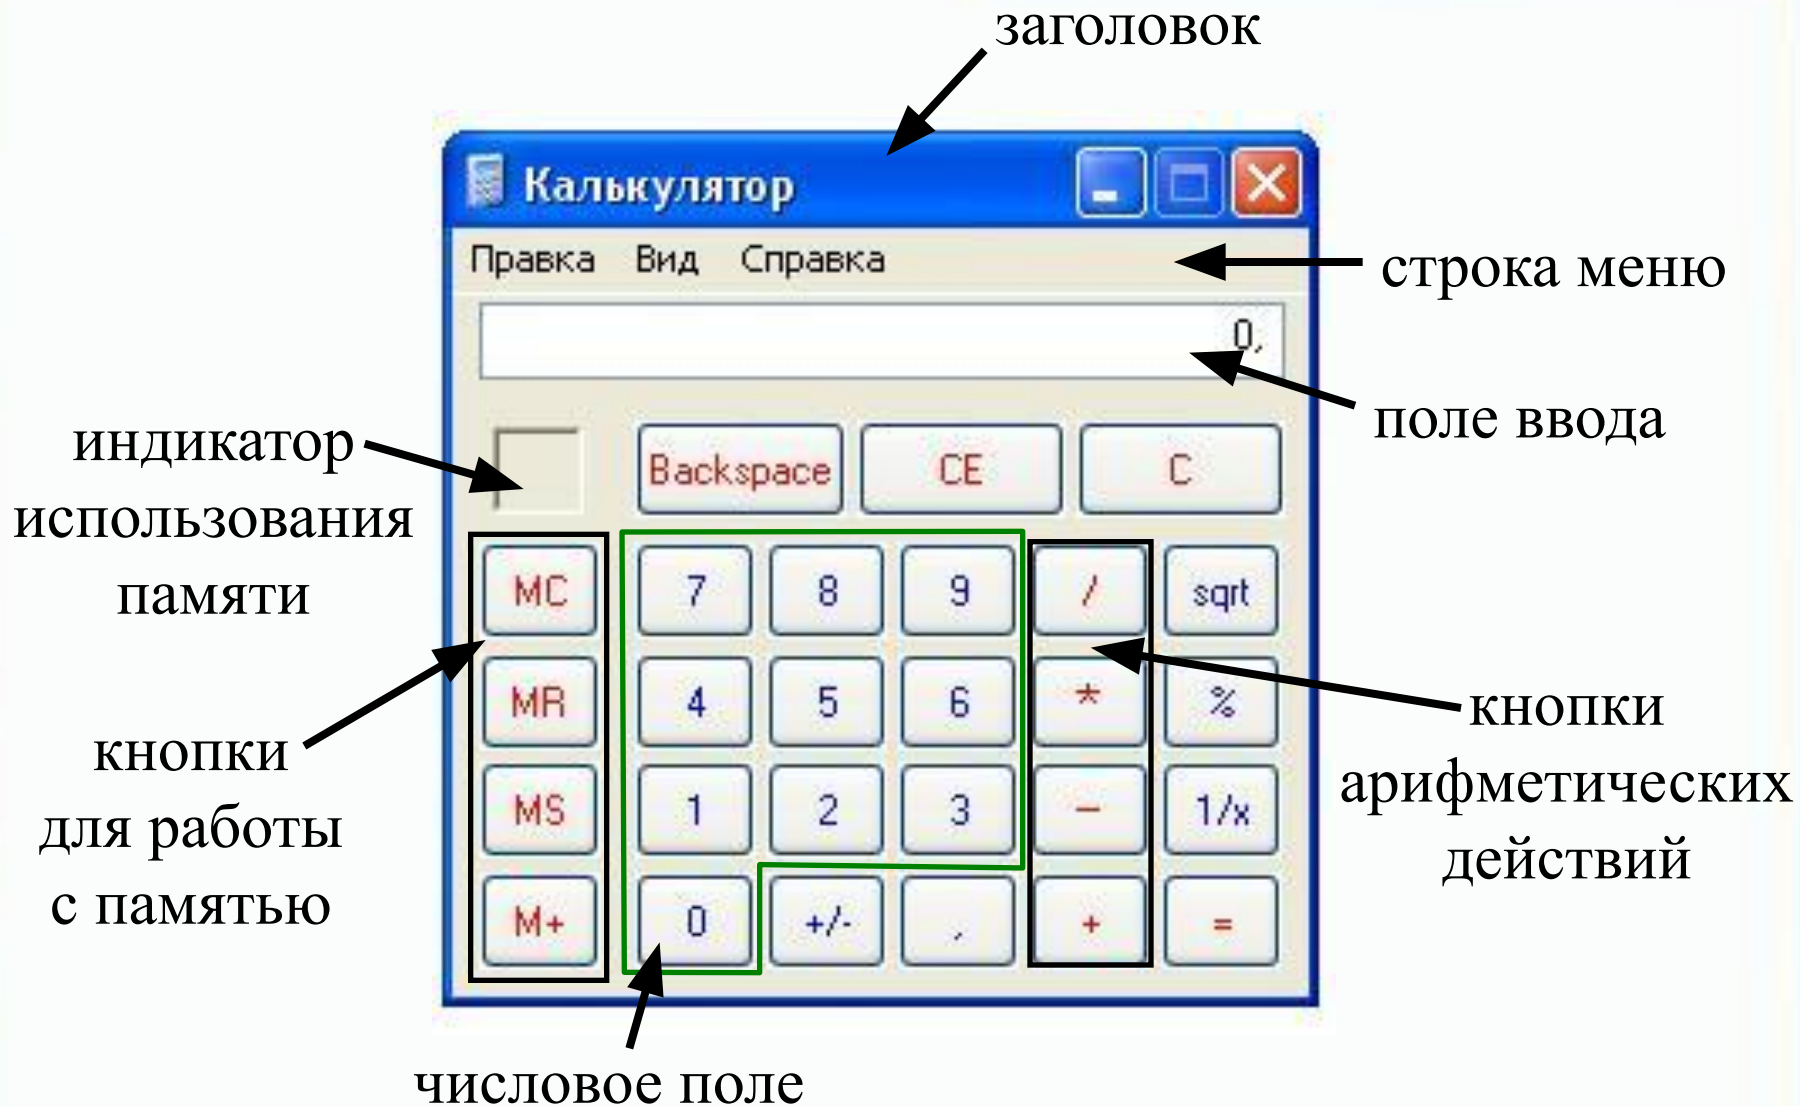 заголовок
Калькулятор
Правка Вид Справка
строка меню
0,
поле ввода
индикатор
использования
памяти
Backspace CE C
MC 7 8 9 / sqrt
MR 4 5 6 * %
кнопки
арифметических
действий
кнопки
для работы
с памятью
MS 1 2 3 - 1/x
M+ 0 +/- , + =
числовое поле